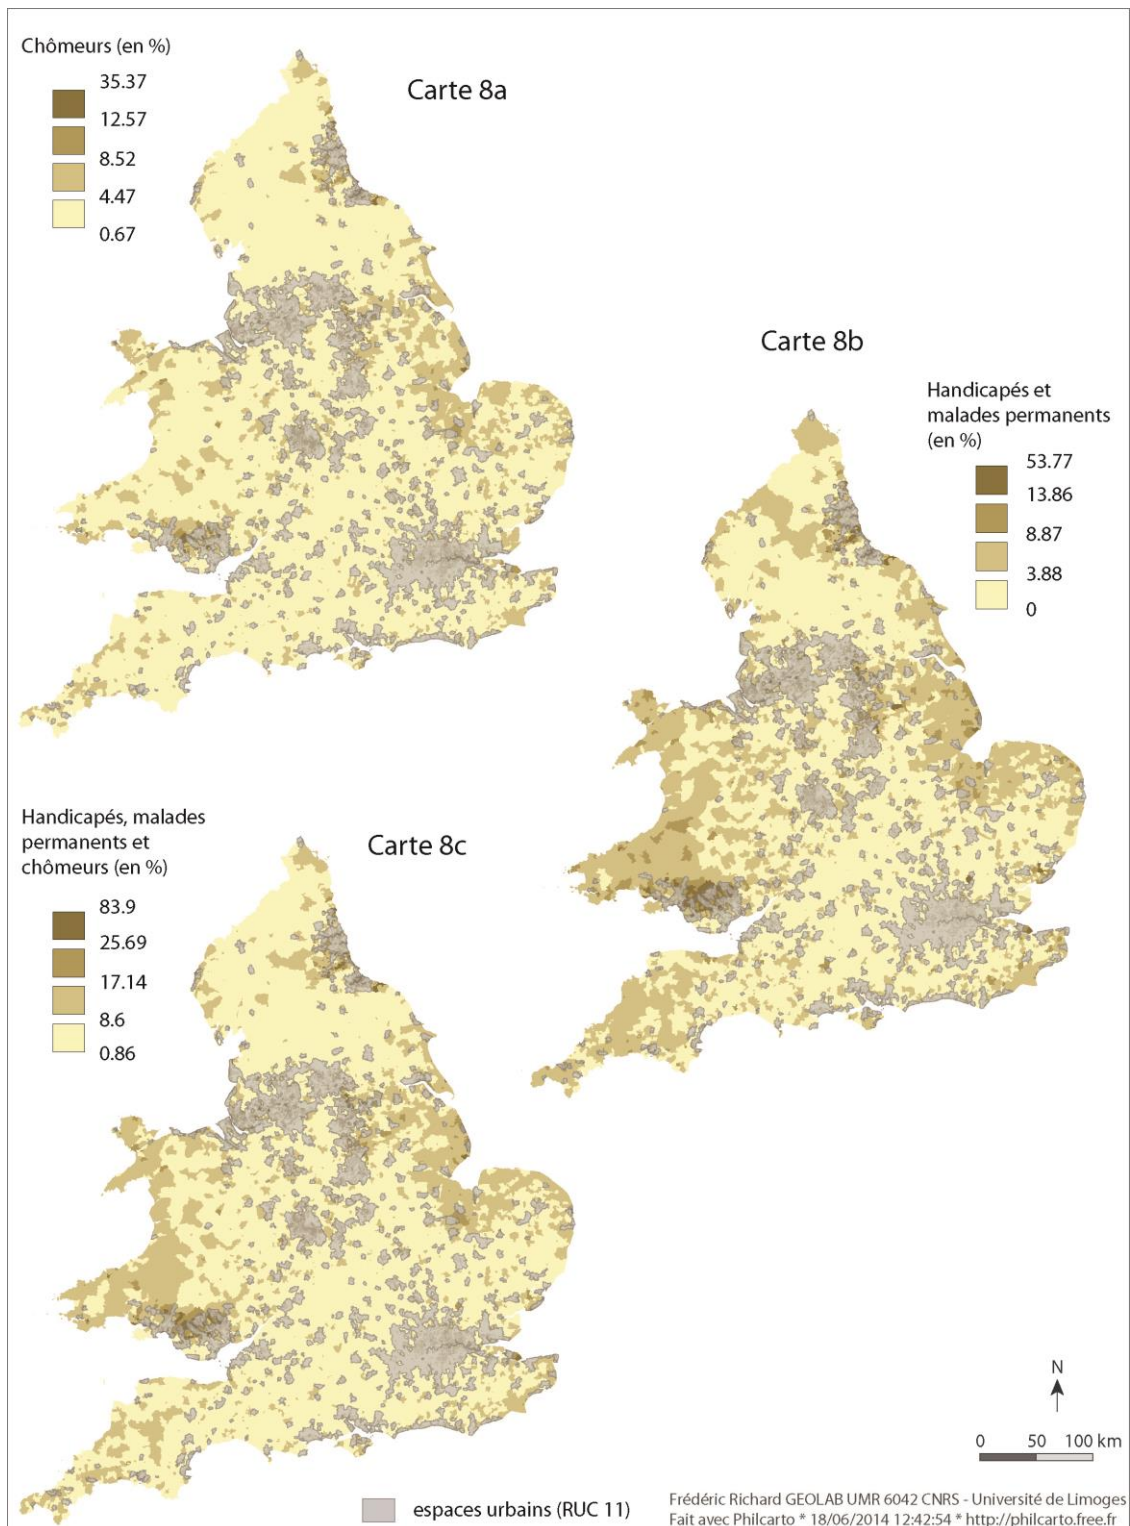 Chômeurs (en %)
35.37
12.57
8.52
4.47
0.67
Carte 8a
Carte 8b
Handicapés et
malades permanents
(en %)
53.77
13.86
8.87
3.88
0
Handicapés, malades
permanents et
chômeurs (en %)
83.9
25.69
17.14
8.6
0.86
Carte 8c
N
0 50 100 km
espaces urbains (RUC 11)
Frédéric Richard GEOLAB UMR 6042 CNRS - Université de Limoges
Fait avec Philcarto * 18/06/2014 12:42:54 * http://philcarto.free.fr